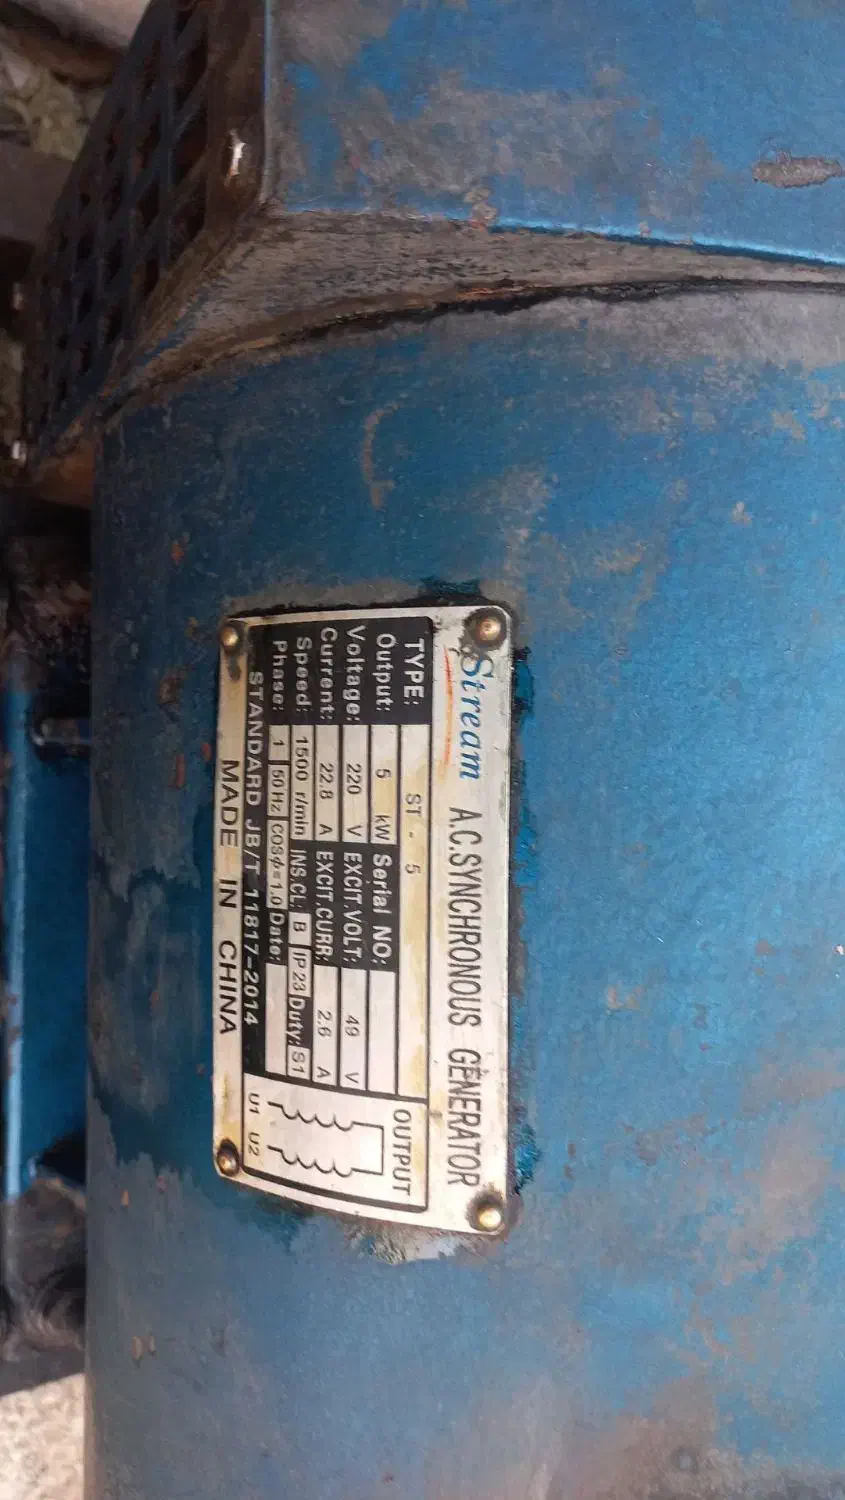 Stream A.C.SYNCHRONOUS GENERATOR
TYPE: ST - 5
Output: 5 kW Serial NO:
Voltage: 220 V EXCIT.VOLT: 49 V
Current: 22.8 A EXCIT.CURR: 2.6 A
Speed: 1500 r/min INS.CL: B IP23 Duty: S1
Phase: 1 50Hz COSϕ=1.0 Date:
STANDARD JB/T 11817-2014
OUTPUT
U1 U2
MADE IN CHINA